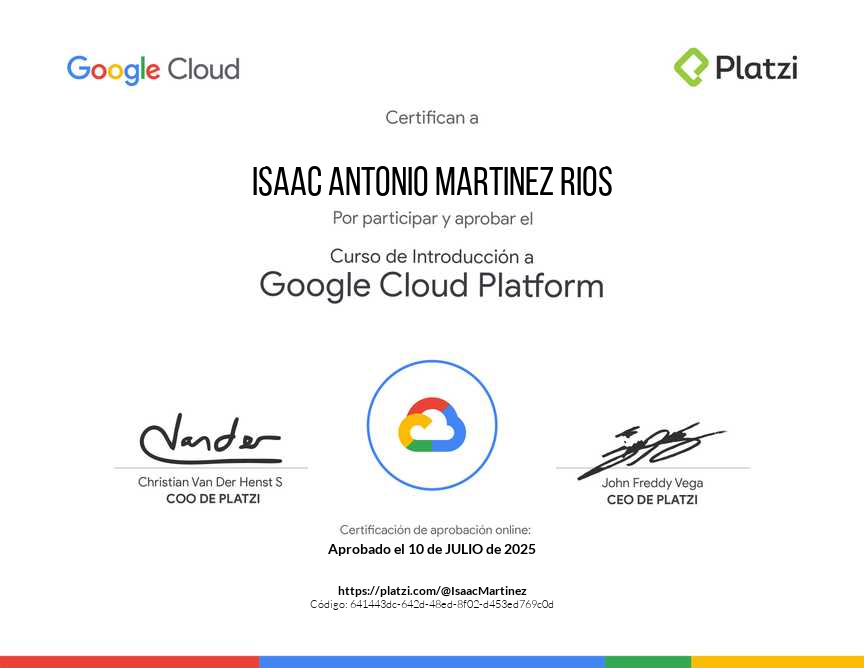 Google Cloud
Platzi
Certifican a
ISAAC ANTONIO MARTINEZ RIOS
Por participar y aprobar el
Curso de Introducción a
Google Cloud Platform
Vander
Christian Van Der Henst S
COO DE PLATZI
John Freddy Vega
CEO DE PLATZI
Certificación de aprobación online:
Aprobado el 10 de JULIO de 2025
https://platzi.com/@IsaacMartinez
Código: 641443dc-642d-48ed-8f02-d453ed769c0d